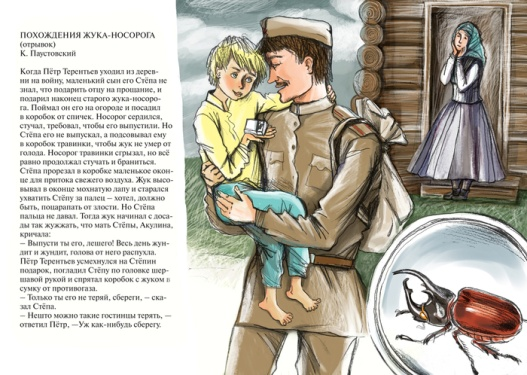 ПОХОЖДЕНИЯ ЖУКА-НОСОРОГА
(отрывок)
К. Паустовский
Когда Пётр Терентьев уходил из дерев-
ни на войну, маленький сын его Стёпа не
знал, что подарить отцу на прощание, и
подарил наконец старого жука-носоро-
га. Поймал он его на огороде и посадил
в коробок от спичек. Носорог сердился,
стучал, требовал, чтобы его выпустили. Но
Стёпа его не выпускал, а подсовывал ему
в коробок травинки, чтобы жук не умер от
голода. Носорог травинки сгрызал, но всё
равно продолжал стучать и браниться.
Стёпа прорезал в коробке маленькое окон-
це для притока свежего воздуха. Жук высо-
вывал в оконце мохнатую лапу и старался
ухватить Стёпу за палец – хотел, должно
быть, поцарапать от злости. Но Стёпа
пальца не давал. Тогда жук начинал с доса-
ды так жужжать, что мать Стёпы, Акулина,
кричала:
– Выпусти ты его, лешего! Весь день жун-
дит и жундит, голова от него распухла.
Пётр Терентьев усмехнулся на Стёпин
подарок, погладил Стёпу по головке шер-
шавой рукой и спрятал коробок с жуком в
сумку от противогаза.
– Только ты его не теряй, сбереги, – ска-
зал Стёпа.
– Нешто можно такие гостинцы терять, –
ответил Пётр, –Уж как-нибудь сберегу.